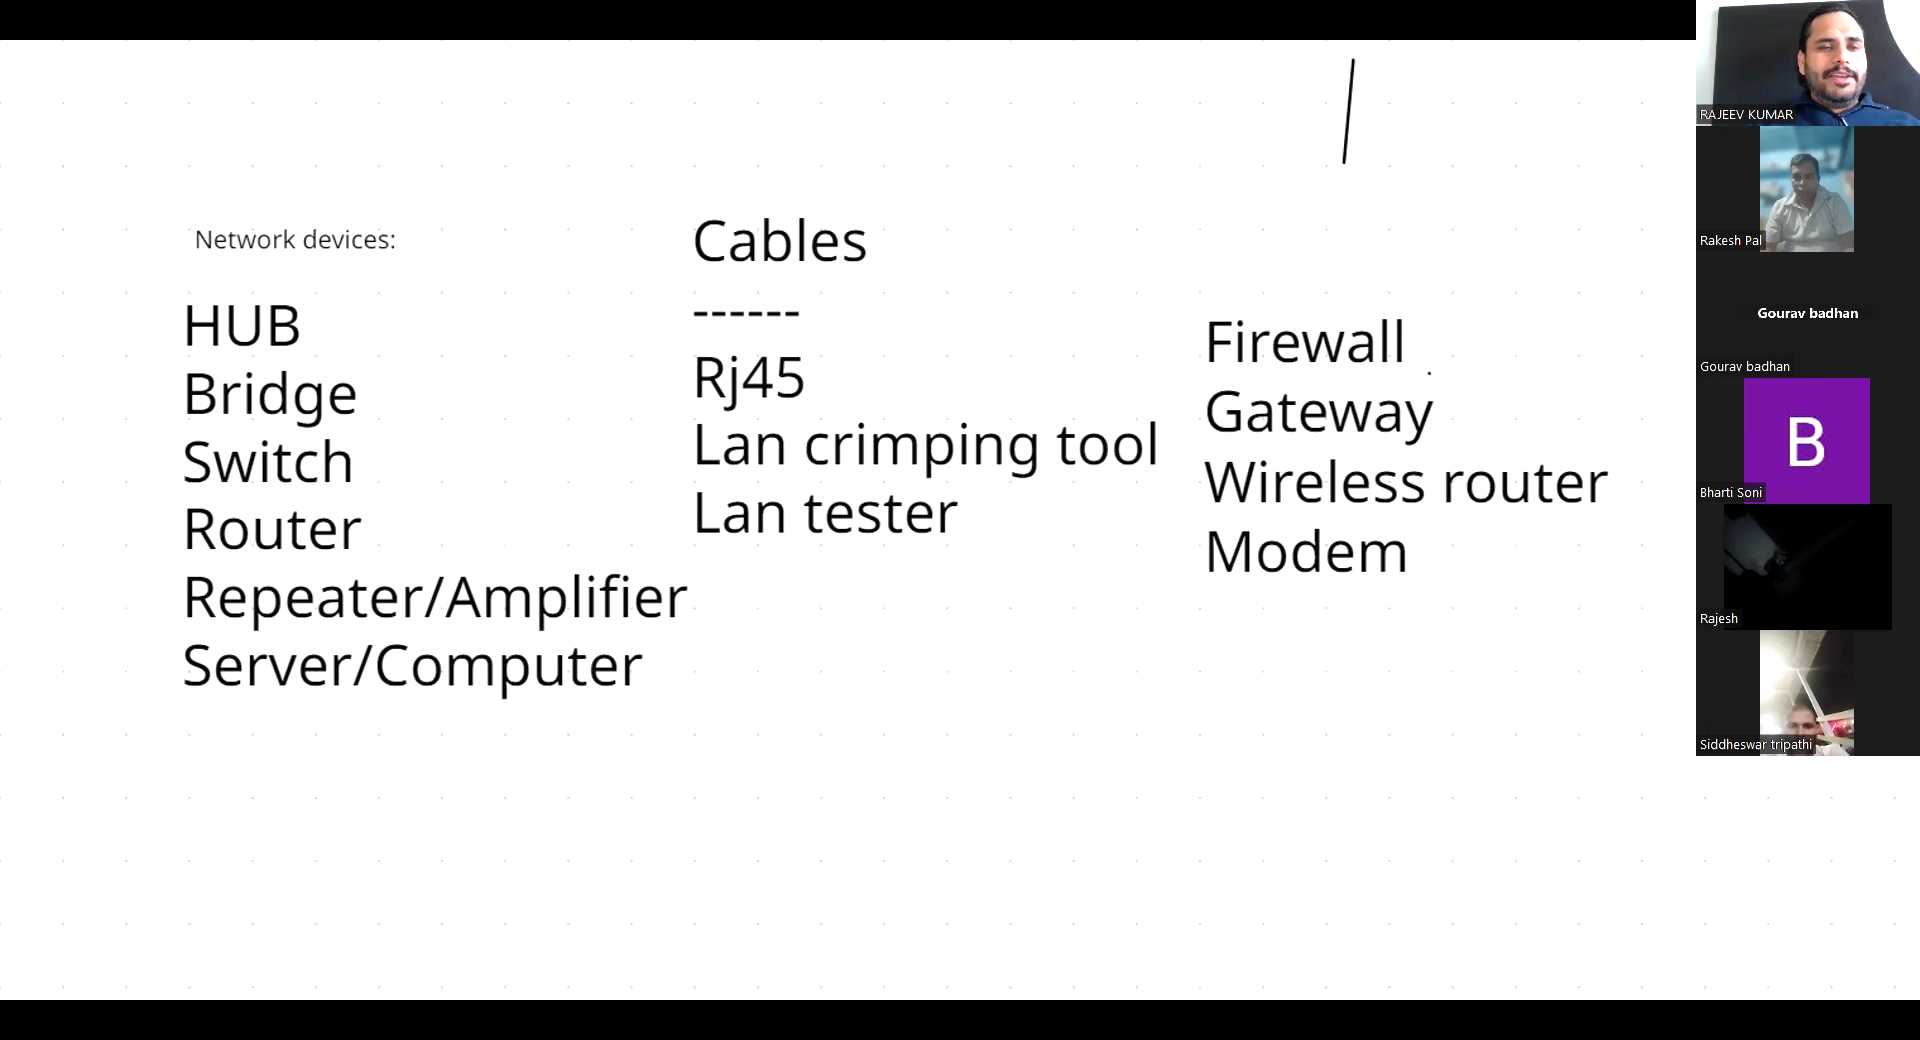 Network devices:
HUB
Bridge
Switch
Router
Repeater/Amplifier
Server/Computer
Cables
------
Rj45
Lan crimping tool
Lan tester
Firewall
Gateway
Wireless router
Modem
RAJEEV KUMAR
Rakesh Pal
Gourav badhan
Gourav badhan
B
Bharti Soni
Rajesh
Siddheswar tripathi